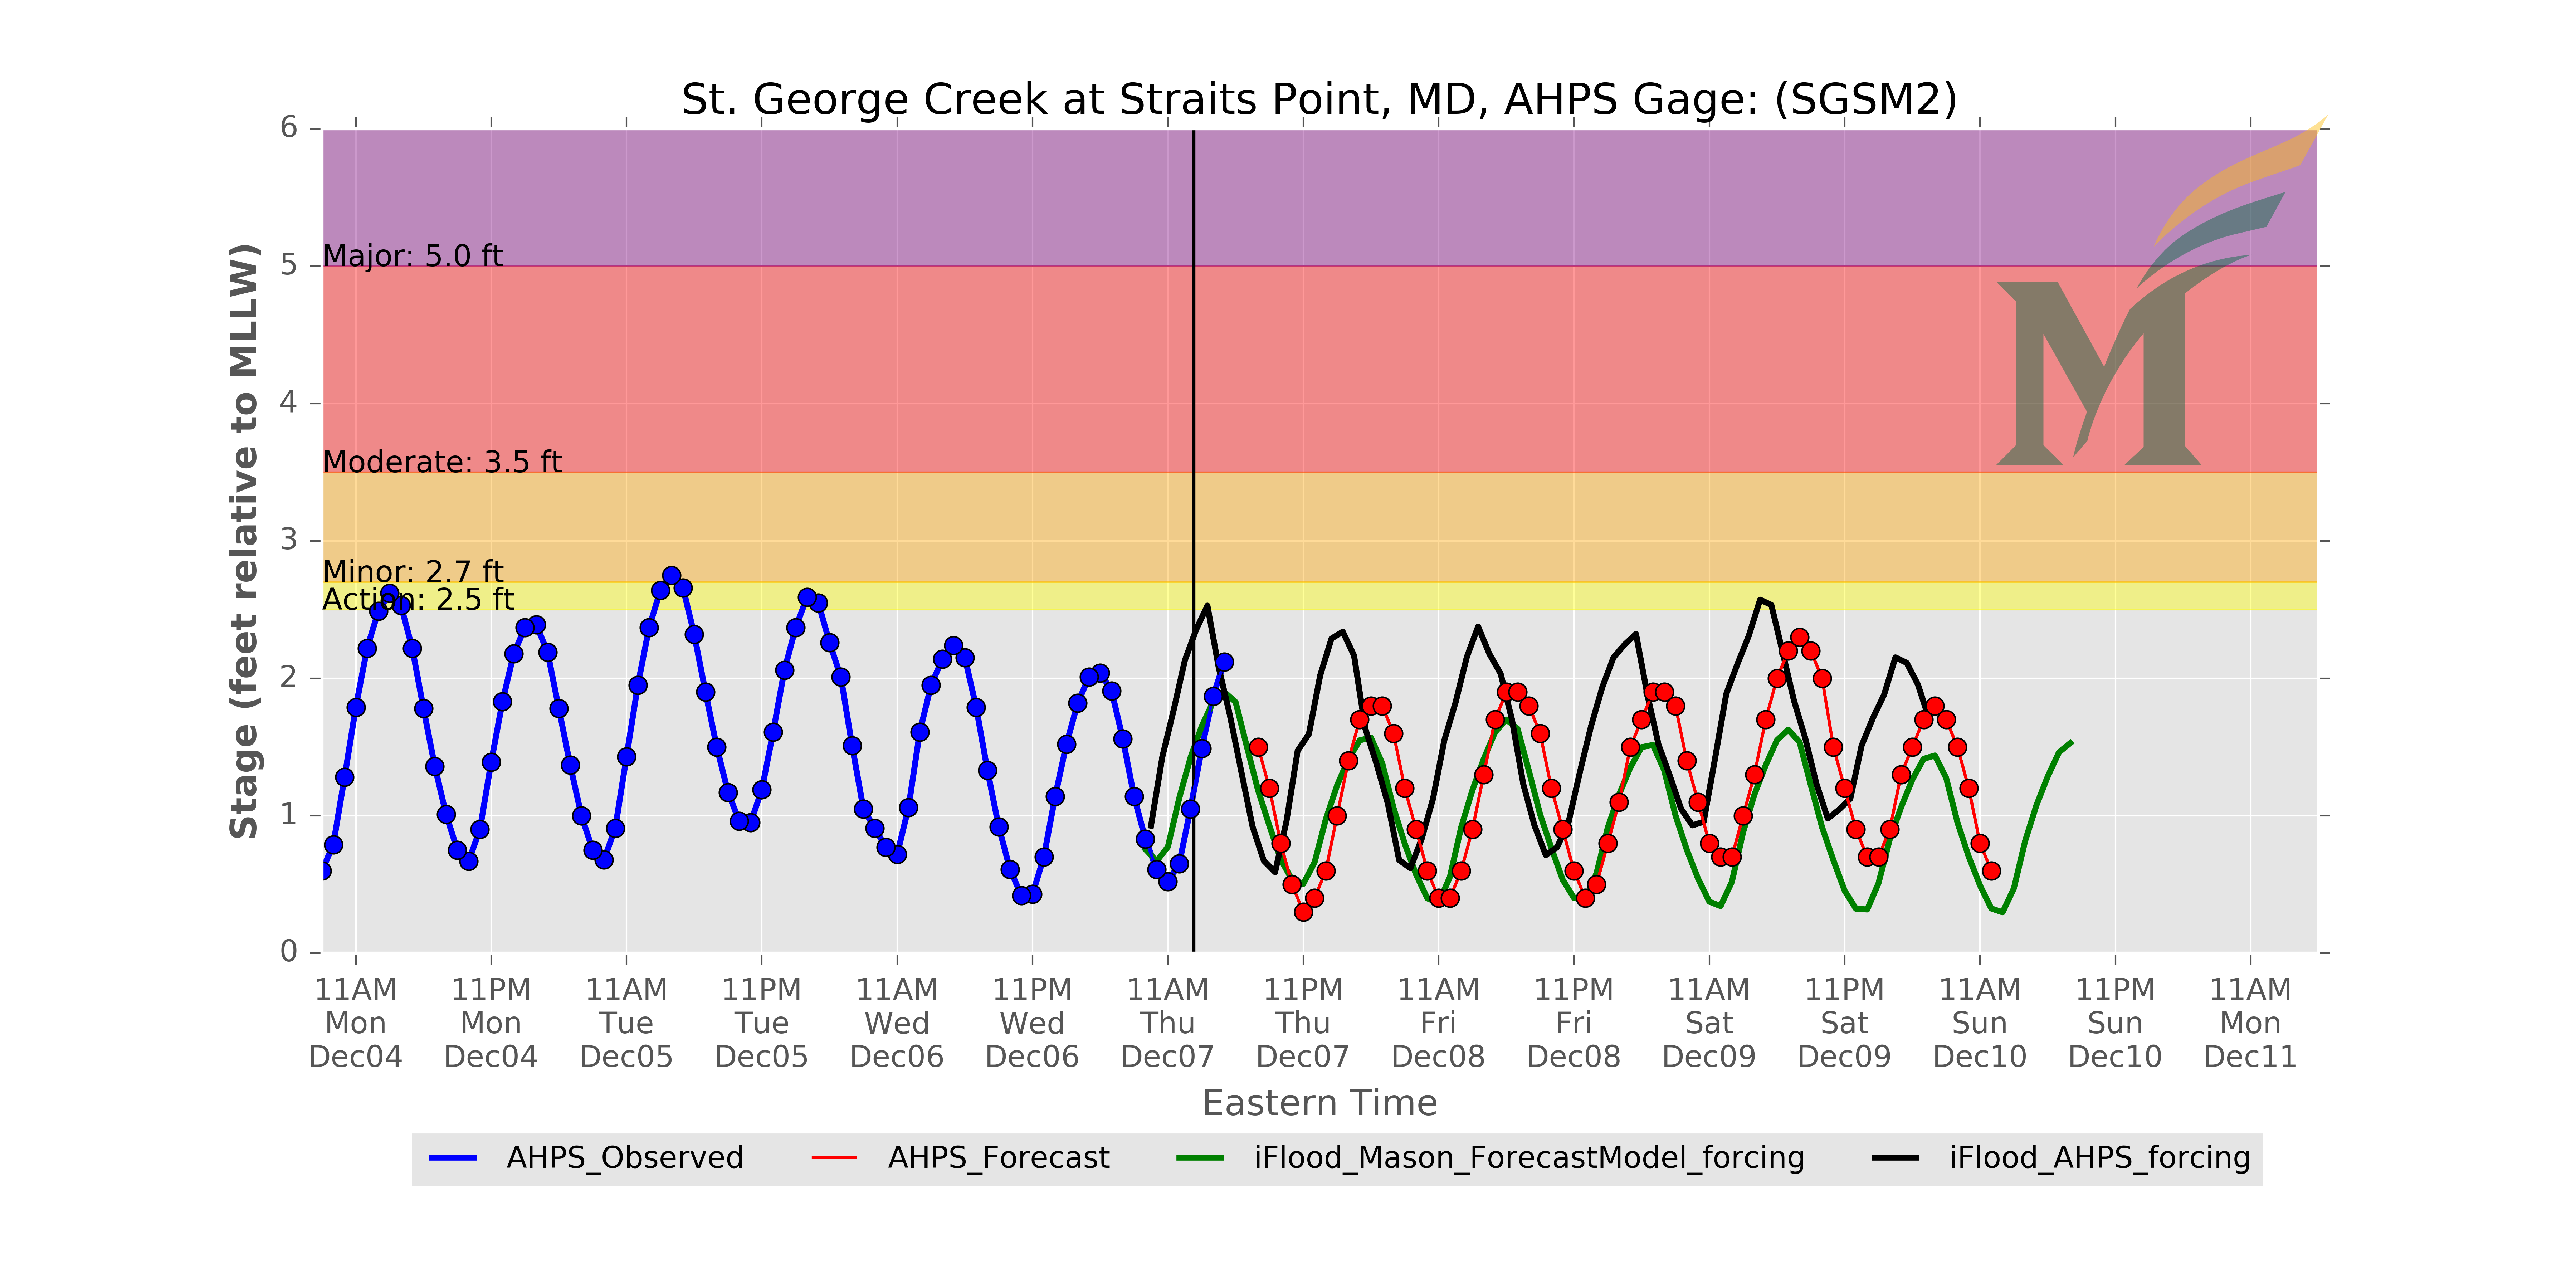 St. George Creek at Straits Point, MD, AHPS Gage: (SGSM2)
Stage (feet relative to MLLW)
6
5
4
3
2
1
0
Major: 5.0 ft
Moderate: 3.5 ft
Minor: 2.7 ft
Action: 2.5 ft
11AM 11PM 11AM 11PM 11AM 11PM 11AM 11PM 11AM 11PM 11AM 11PM 11AM 11PM 11AM
Mon Mon Tue Tue Wed Wed Thu Thu Fri Fri Sat Sat Sun Sun Mon
Dec04 Dec04 Dec05 Dec05 Dec06 Dec06 Dec07 Dec07 Dec08 Dec08 Dec09 Dec09 Dec10 Dec10 Dec11
Eastern Time
AHPS_Observed AHPS_Forecast iFlood_Mason_ForecastModel_forcing iFlood_AHPS_forcing
M